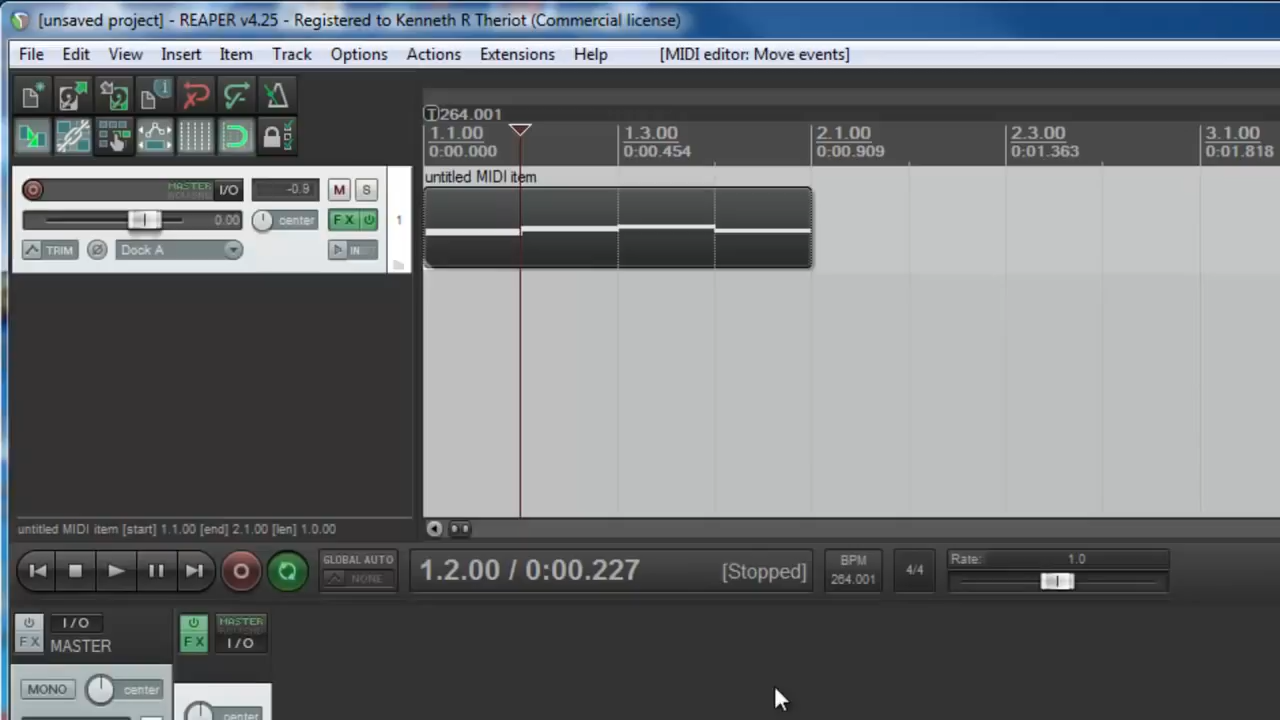 [unsaved project] - REAPER v4.25 - Registered to Kenneth R Theriot (Commercial license)
File Edit View Insert Item Track Options Actions Extensions Help [MIDI editor: Move events]
T 264.001
1.1.00 1.3.00 2.1.00 2.3.00 3.1.00
0:00.000 0:00.454 0:00.909 0:01.363 0:01.818
untitled MIDI item
MASTER I/O -0.9 M S
0.00 center FX 1
TRIM Dock A IN
untitled MIDI item [start] 1.1.00 [end] 2.1.00 [len] 1.0.00
GLOBAL AUTO
NONE
1.2.00 / 0:00.227 [Stopped]
BPM
264.001
4/4
Rate: 1.0
I/O
FX MASTER
MASTER
FX I/O
MONO center
center